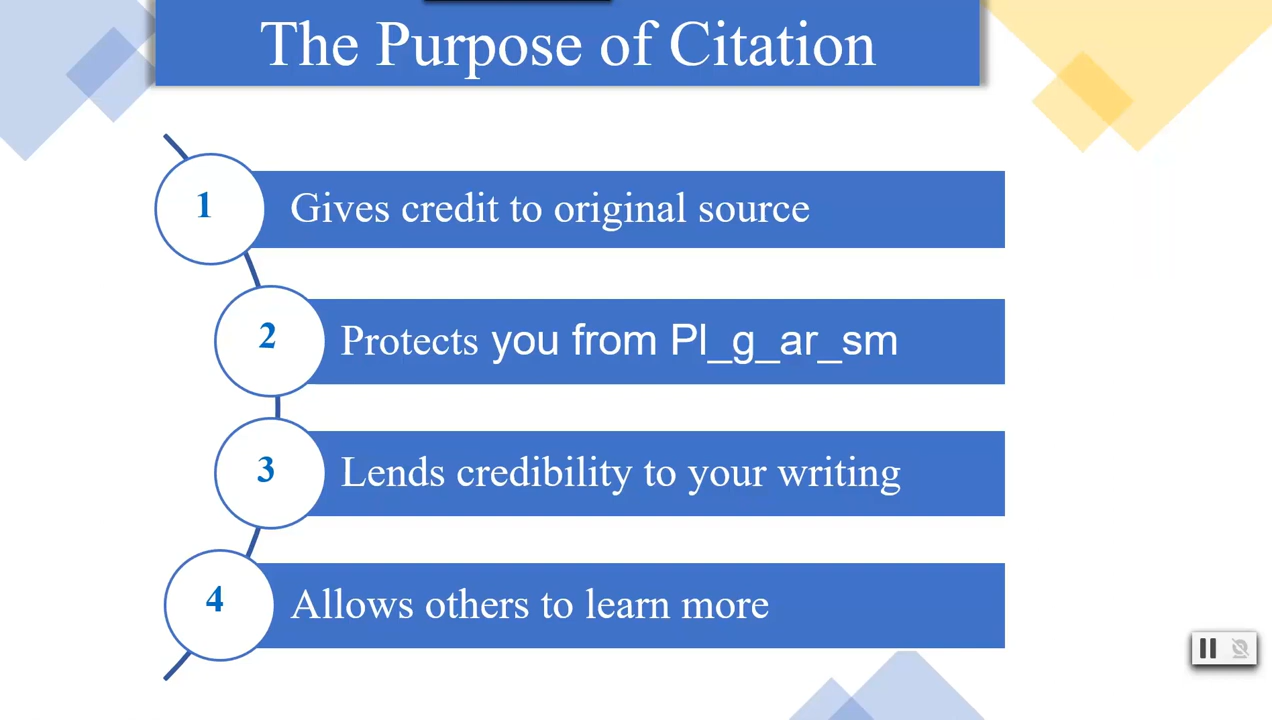 The Purpose of Citation
1
Gives credit to original source
2
Protects you from Pl_g_ar_sm
3
Lends credibility to your writing
4
Allows others to learn more